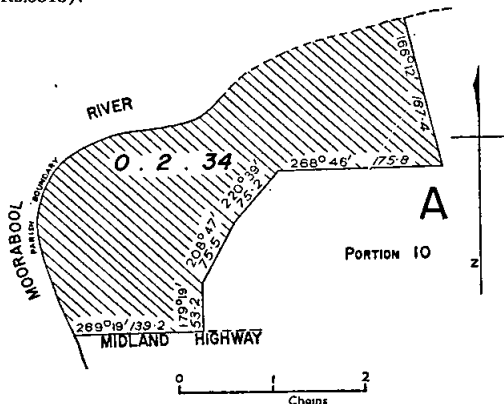 166° 12'
167.4
RIVER
0 . 2 . 34
268° 46' 175.8
220° 39'
75.2
A
MOORABOOL
PARISH BOUNDARY
208° 47'
75.5
PORTION 10
Z
179° 19'
53.2
269° 19' 139.2
MIDLAND HIGHWAY
0 1 2
Chains